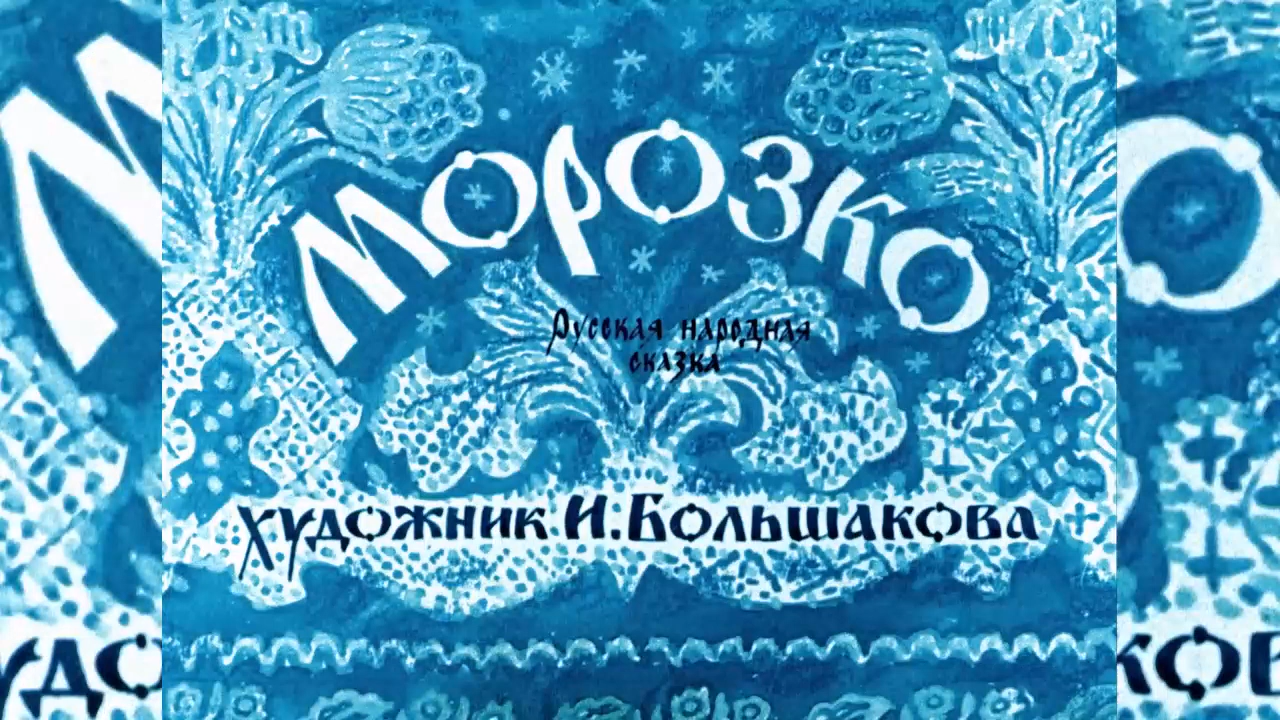 Морозко
Русская народная
сказка
художник И. Большакова